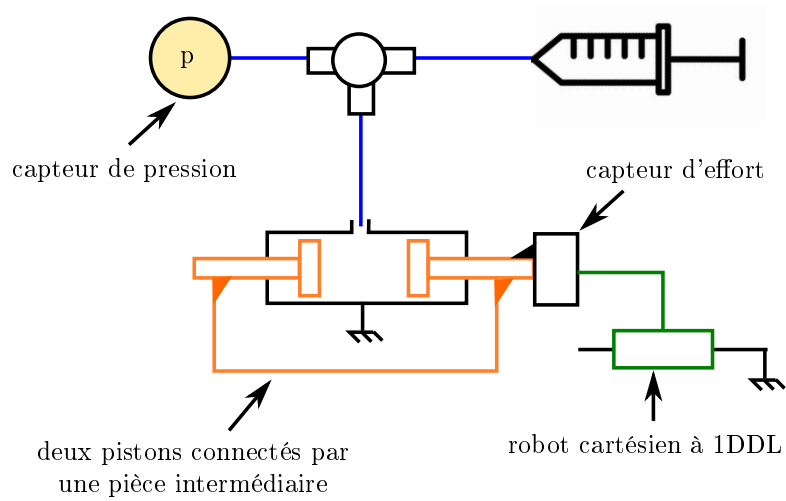 p
capteur de pression
capteur d'effort
deux pistons connectés par
une pièce intermédiaire
robot cartésien à 1DDL